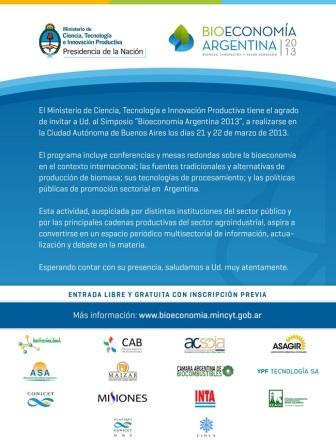 Ministerio de
Ciencia, Tecnología
e Innovación Productiva
Presidencia de la Nación
BIOECONOMÍA
ARGENTINA 2013
BIOMASA, INNOVACIÓN Y VALOR AGREGADO
El Ministerio de Ciencia, Tecnología e Innovación Productiva tiene el agrado
de invitar a Ud. al Simposio "Bioeconomía Argentina 2013", a realizarse en
la Ciudad Autónoma de Buenos Aires los días 21 y 22 de marzo de 2013.
El programa incluye conferencias y mesas redondas sobre la bioeconomía
en el contexto internacional; las fuentes tradicionales y alternativas de
producción de biomasa; sus tecnologías de procesamiento; y las políticas
públicas de promoción sectorial en Argentina.
Esta actividad, auspiciada por distintas instituciones del sector público y
por las principales cadenas productivas del sector agroindustrial, aspira a
convertirse en un espacio periódico multisectorial de información, actua-
lización y debate en la materia.
Esperando contar con su presencia, saludamos a Ud. muy atentamente.
ENTRADA LIBRE Y GRATUITA CON INSCRIPCIÓN PREVIA
Más información: www.bioeconomia.mincyt.gob.ar
CAB
acsoja
ASAGIR
ASA
MAIZAR
CAMARA ARGENTINA DE
BIOCOMBUSTIBLES
YPF TECNOLOGÍA SA
CONICET
MISIONES
INTA